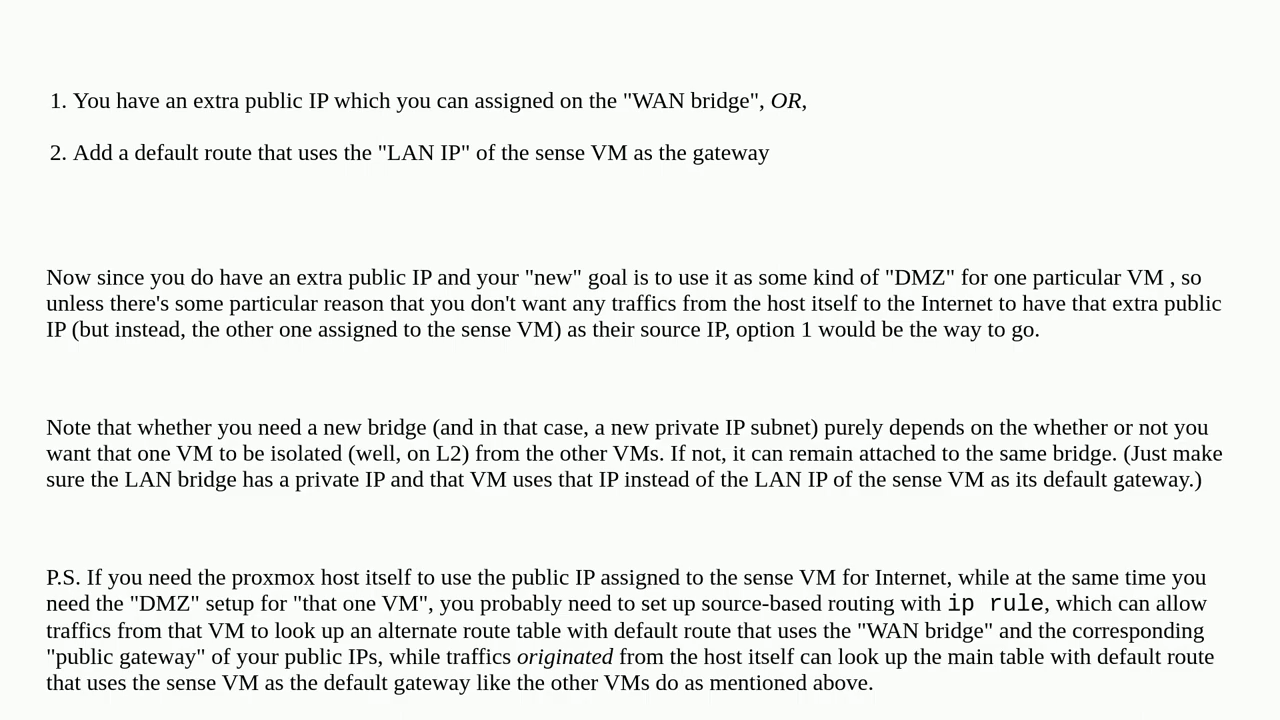 1. You have an extra public IP which you can assigned on the "WAN bridge", OR,
2. Add a default route that uses the "LAN IP" of the sense VM as the gateway
Now since you do have an extra public IP and your "new" goal is to use it as some kind of "DMZ" for one particular VM , so
unless there's some particular reason that you don't want any traffics from the host itself to the Internet to have that extra public
IP (but instead, the other one assigned to the sense VM) as their source IP, option 1 would be the way to go.
Note that whether you need a new bridge (and in that case, a new private IP subnet) purely depends on the whether or not you
want that one VM to be isolated (well, on L2) from the other VMs. If not, it can remain attached to the same bridge. (Just make
sure the LAN bridge has a private IP and that VM uses that IP instead of the LAN IP of the sense VM as its default gateway.)
P.S. If you need the proxmox host itself to use the public IP assigned to the sense VM for Internet, while at the same time you
need the "DMZ" setup for "that one VM", you probably need to set up source-based routing with ip rule, which can allow
traffics from that VM to look up an alternate route table with default route that uses the "WAN bridge" and the corresponding
"public gateway" of your public IPs, while traffics originated from the host itself can look up the main table with default route
that uses the sense VM as the default gateway like the other VMs do as mentioned above.